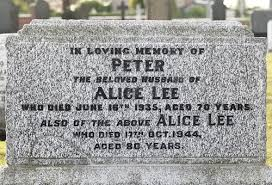 IN LOVING MEMORY OF
PETER
THE BELOVED HUSBAND OF
ALICE LEE
WHO DIED JUNE 16TH 1935, AGED 70 YEARS.
ALSO OF THE ABOVE ALICE LEE
WHO DIED 17TH OCT. 1944,
AGED 80 YEARS.